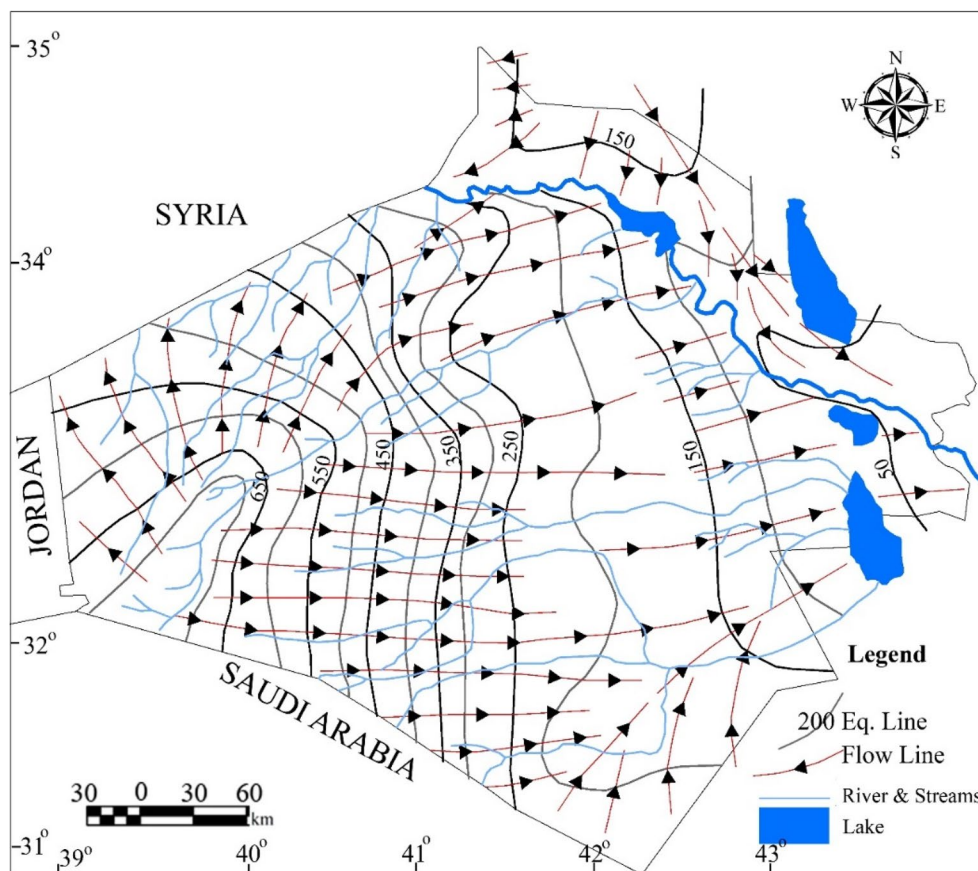 35°
N
W
E
S
150
SYRIA
34°
JORDAN
650
550
450
350
250
150
50
32°
SAUDI ARABIA
Legend
200 Eq. Line
Flow Line
River & Streams
Lake
30 0 30 60
km
31°
39°
40°
41°
42°
43°